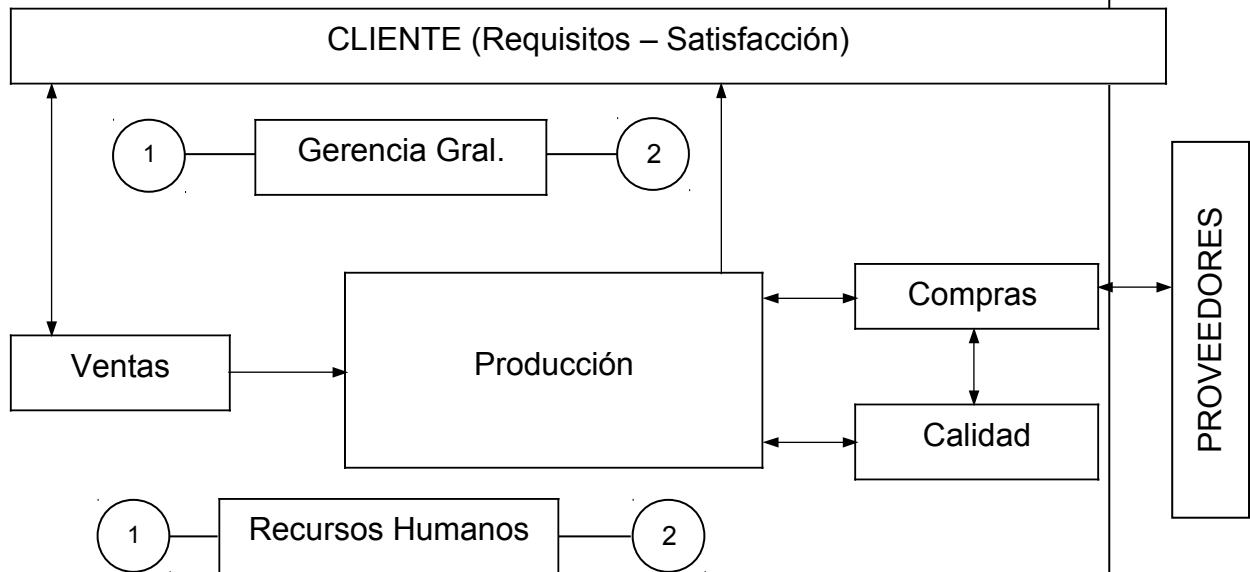 CLIENTE (Requisitos – Satisfacción)
1
Gerencia Gral.
2
PROVEEDORES
Compras
Ventas
Producción
Calidad
1
Recursos Humanos
2